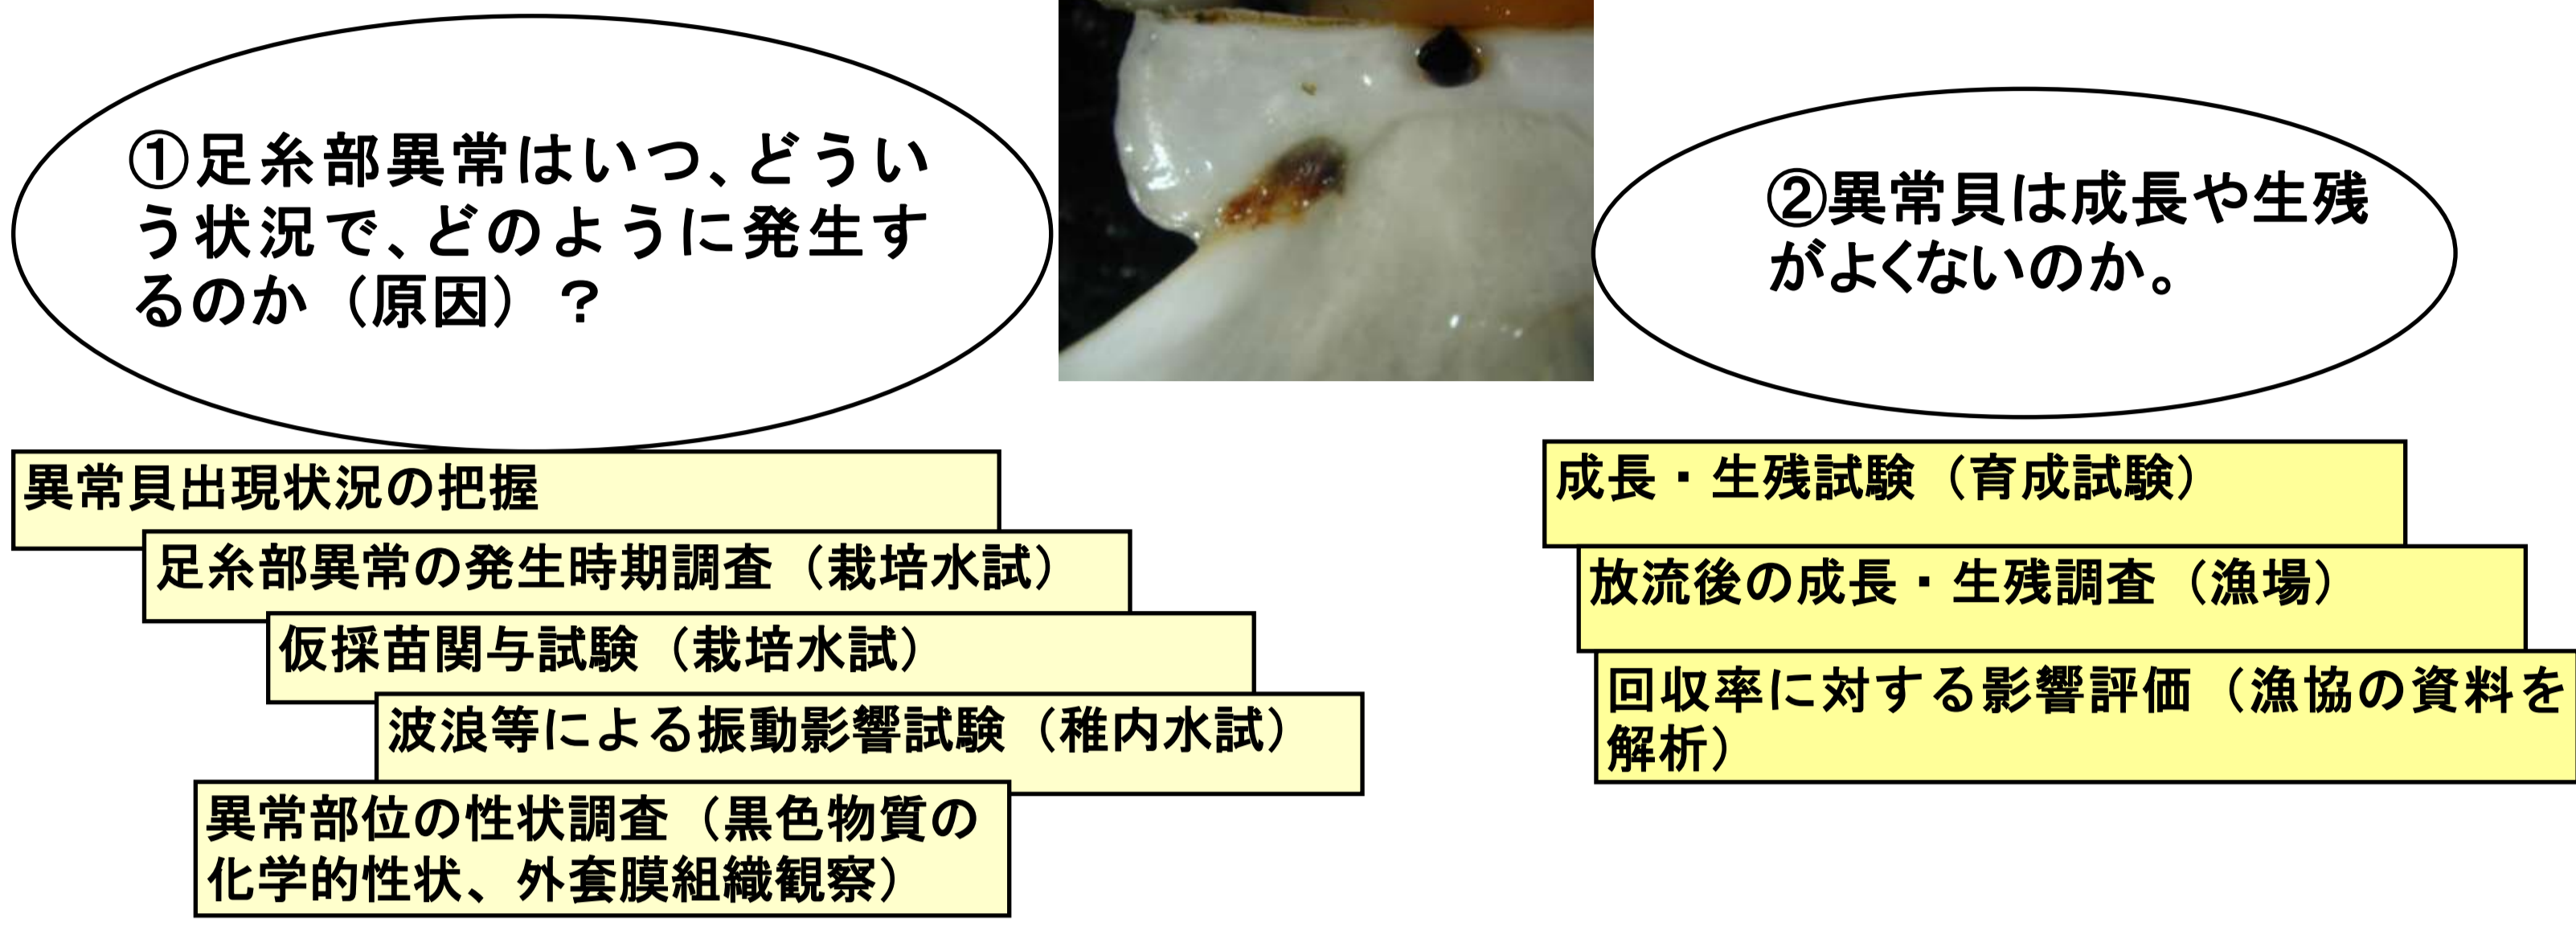 ①足糸部異常はいつ、どうい
う状況で、どのように発生す
るのか（原因）？
②異常貝は成長や生残
がよくないのか。
異常貝出現状況の把握
足糸部異常の発生時期調査（栽培水試）
仮採苗関与試験（栽培水試）
波浪等による振動影響試験（稚内水試）
異常部位の性状調査（黒色物質の
化学的性状、外套膜組織観察）
成長・生残試験（育成試験）
放流後の成長・生残調査（漁場）
回収率に対する影響評価（漁協の資料を
解析）